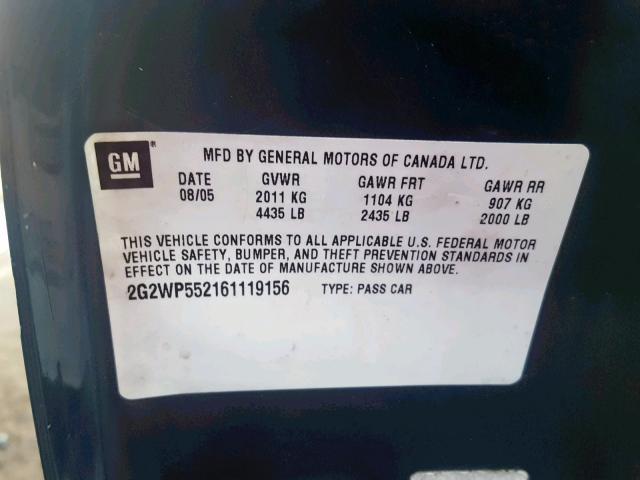 GM® MFD BY GENERAL MOTORS OF CANADA LTD.
DATE GVWR GAWR FRT GAWR RR
08/05 2011 KG 1104 KG 907 KG
4435 LB 2435 LB 2000 LB
THIS VEHICLE CONFORMS TO ALL APPLICABLE U.S. FEDERAL MOTOR
VEHICLE SAFETY, BUMPER, AND THEFT PREVENTION STANDARDS IN
EFFECT ON THE DATE OF MANUFACTURE SHOWN ABOVE.
2G2WP552161119156 TYPE: PASS CAR